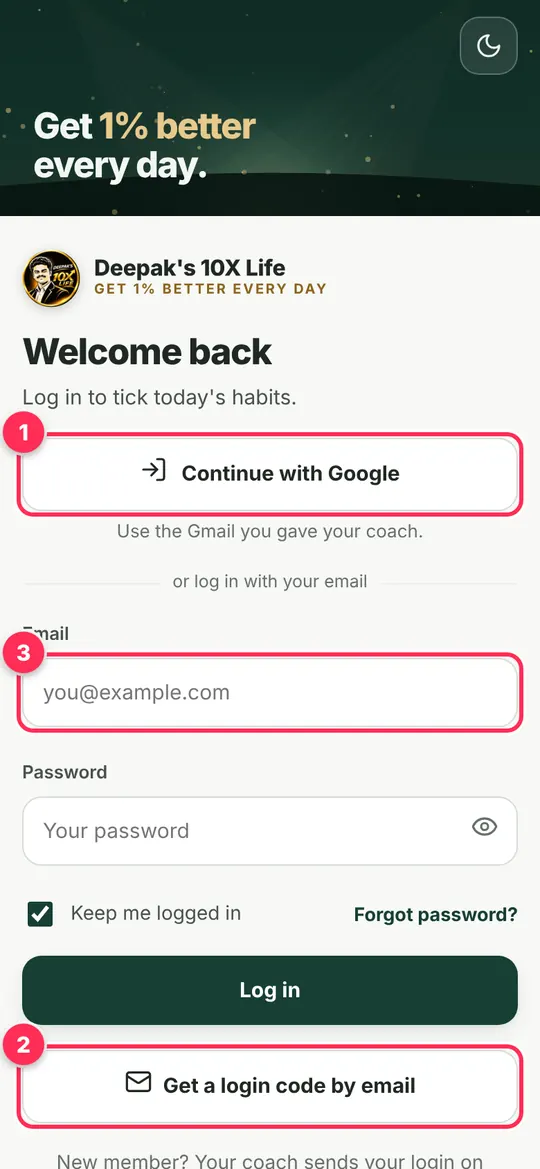 Get 1% better
every day.
DEEPAK'S
10X
LIFE
Deepak's 10X Life
GET 1% BETTER EVERY DAY
Welcome back
Log in to tick today's habits.
1
Continue with Google
Use the Gmail you gave your coach.
or log in with your email
Email
3
you@example.com
Password
Your password
Keep me logged in
Forgot password?
Log in
2
Get a login code by email
New member? Your coach sends your login on